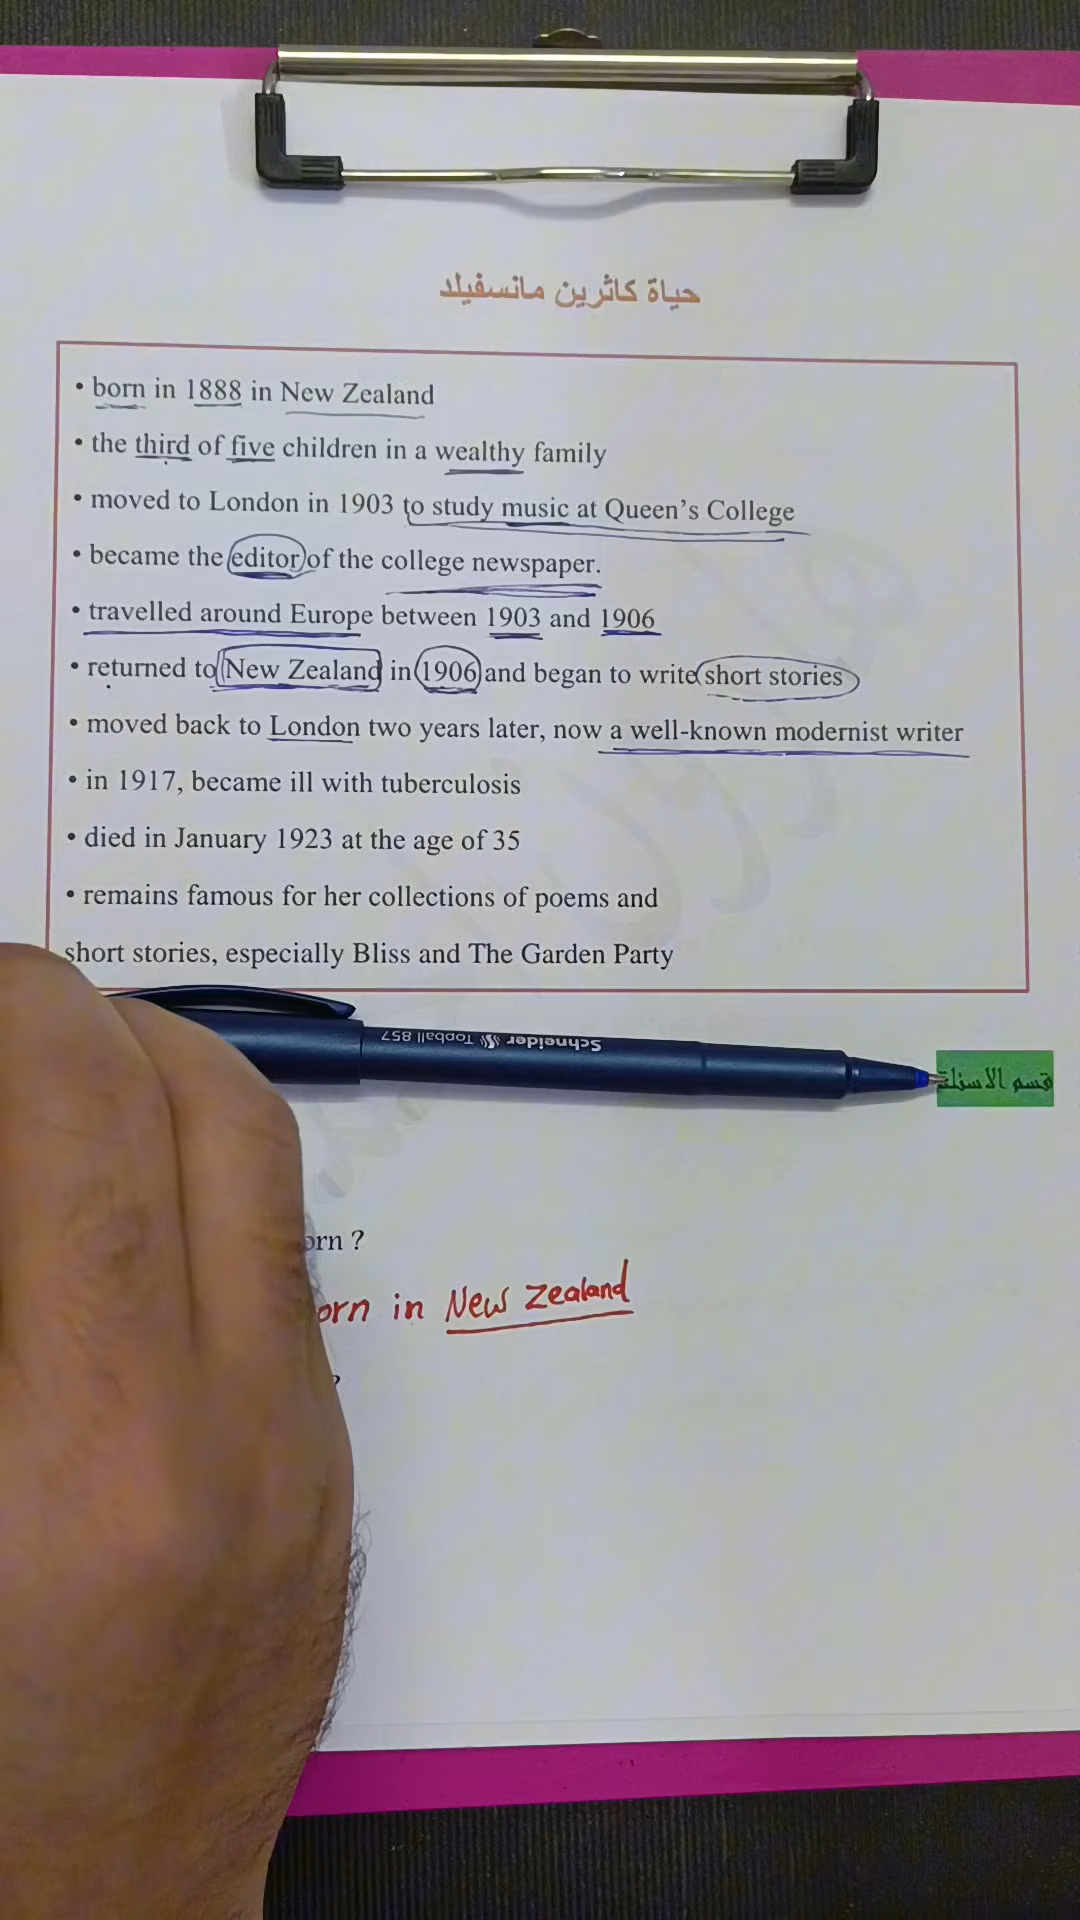 حياة كاثرين مانسفيلد
• born in 1888 in New Zealand
• the third of five children in a wealthy family
• moved to London in 1903 to study music at Queen's College
• became the editor of the college newspaper.
• travelled around Europe between 1903 and 1906
• returned to New Zealand in 1906 and began to write short stories
• moved back to London two years later, now a well-known modernist writer
• in 1917, became ill with tuberculosis
• died in January 1923 at the age of 35
• remains famous for her collections of poems and
short stories, especially Bliss and The Garden Party
Schneider Topball 857
قسم الاسئلة
orn ?
orn in New Zealand
?